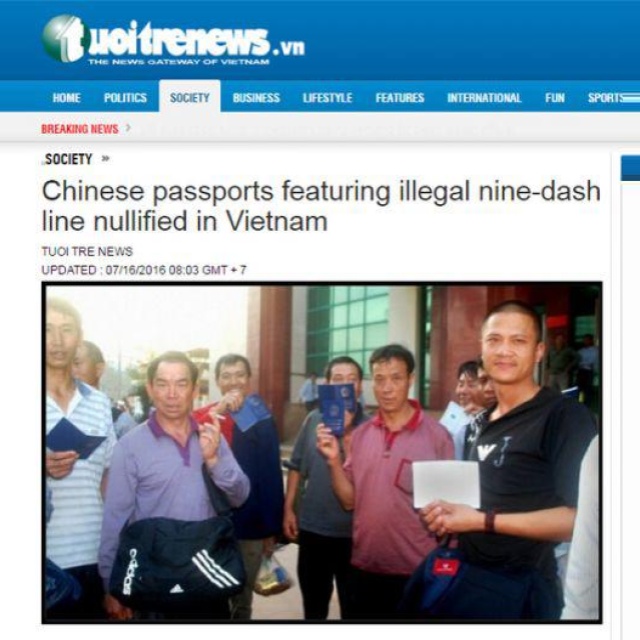 tuoitrenews.vn
THE NEWS GATEWAY OF VIETNAM
HOME POLITICS SOCIETY BUSINESS LIFESTYLE FEATURES INTERNATIONAL FUN SPORTS
BREAKING NEWS
SOCIETY »
Chinese passports featuring illegal nine-dash
line nullified in Vietnam
TUOI TRE NEWS
UPDATED : 07/16/2016 08:03 GMT + 7
adidas